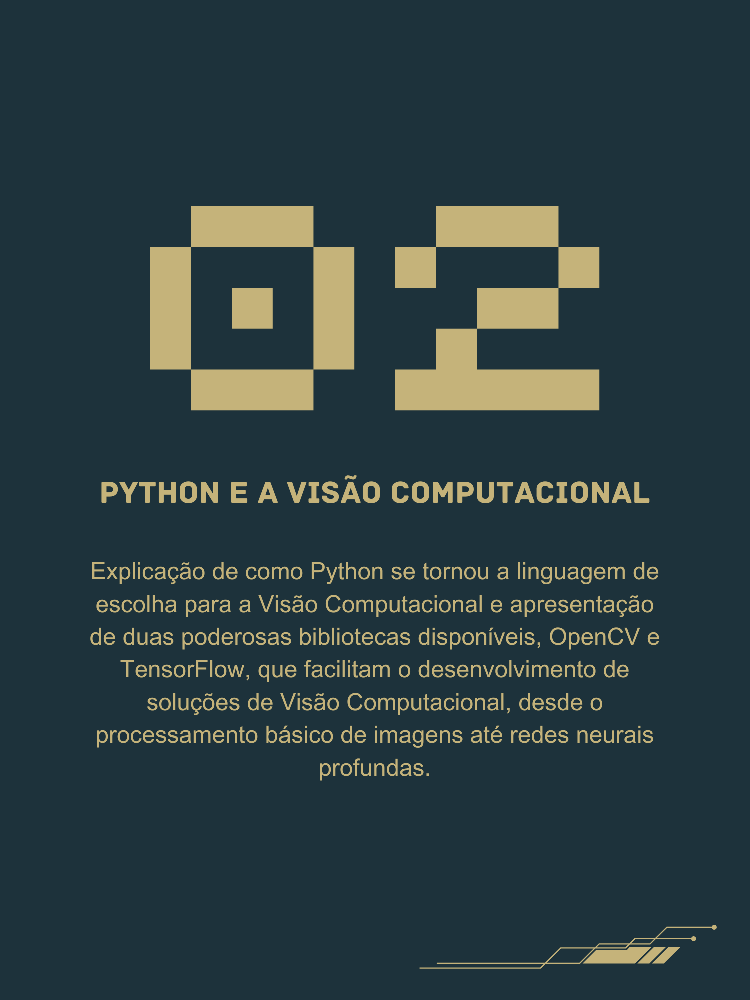 02
PYTHON E A VISÃO COMPUTACIONAL
Explicação de como Python se tornou a linguagem de
escolha para a Visão Computacional e apresentação
de duas poderosas bibliotecas disponíveis, OpenCV e
TensorFlow, que facilitam o desenvolvimento de
soluções de Visão Computacional, desde o
processamento básico de imagens até redes neurais
profundas.